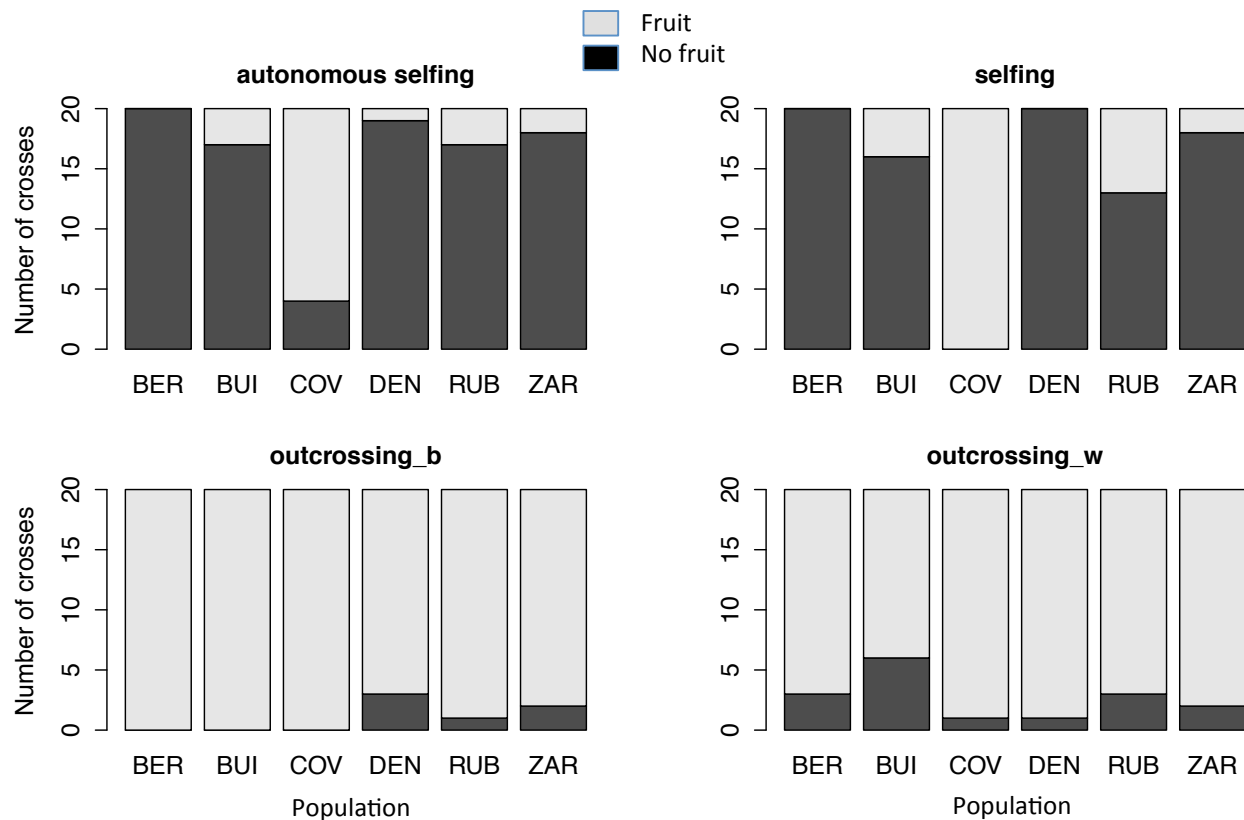 Fruit
No fruit
autonomous selfing
selfing
Number of crosses
20
15
10
5
0
20
15
10
5
0
BER BUI COV DEN RUB ZAR
BER BUI COV DEN RUB ZAR
outcrossing_b
outcrossing_w
Number of crosses
20
15
10
5
0
20
15
10
5
0
BER BUI COV DEN RUB ZAR
BER BUI COV DEN RUB ZAR
Population
Population